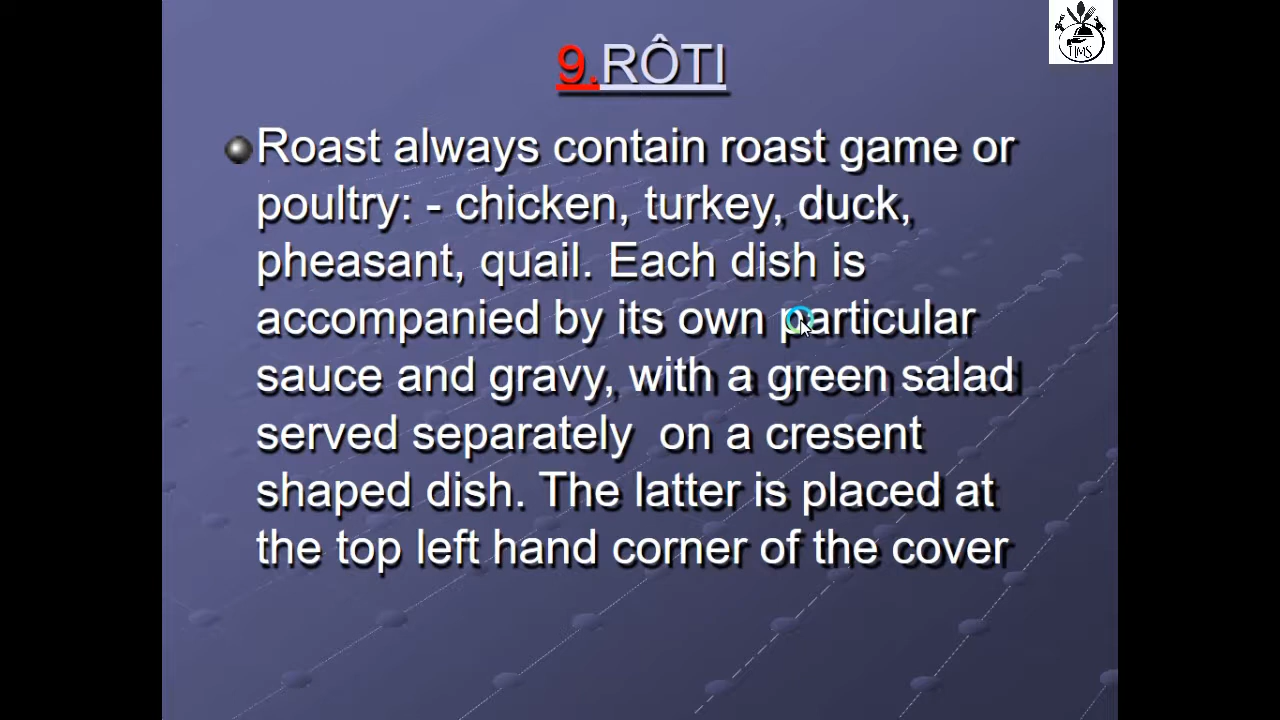 9.RÔTI
Roast always contain roast game or
poultry: - chicken, turkey, duck,
pheasant, quail. Each dish is
accompanied by its own particular
sauce and gravy, with a green salad
served separately on a cresent
shaped dish. The latter is placed at
the top left hand corner of the cover